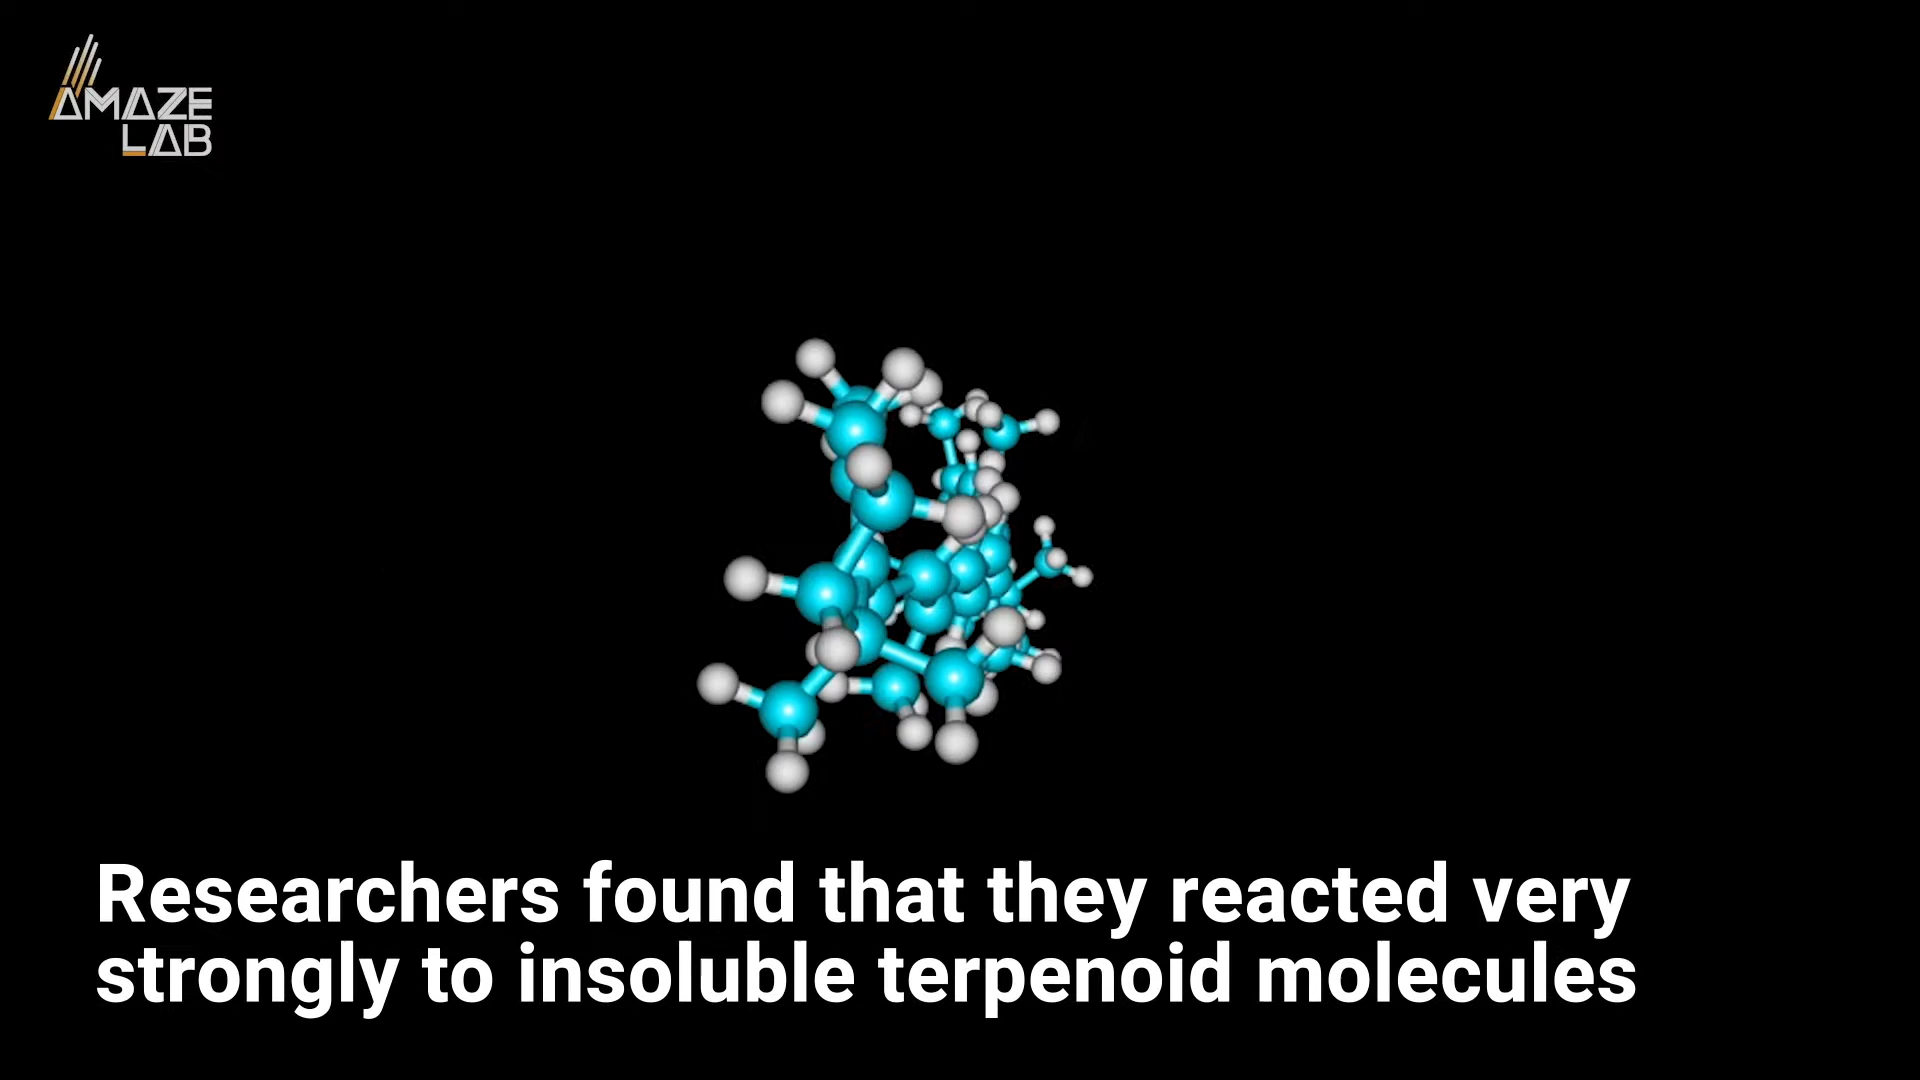 AMAZE
LAB
Researchers found that they reacted very
strongly to insoluble terpenoid molecules